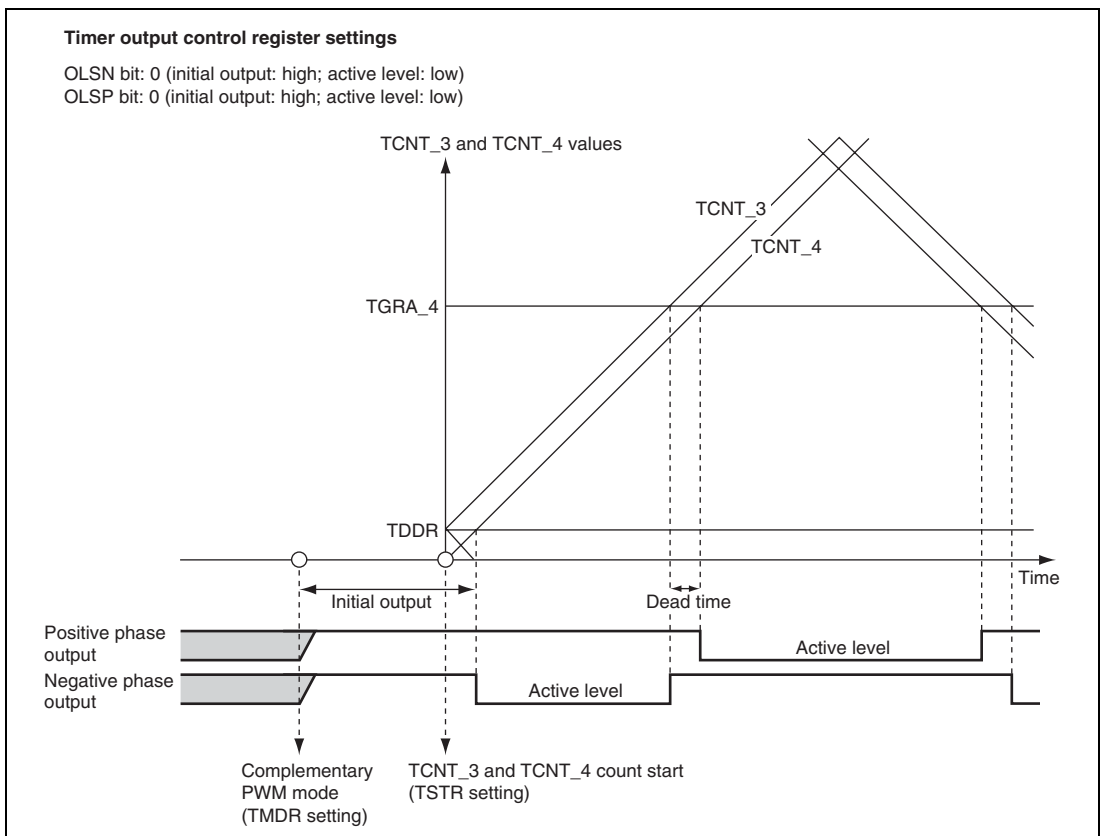 Timer output control register settings
OLSN bit: 0 (initial output: high; active level: low)
OLSP bit: 0 (initial output: high; active level: low)
TCNT_3 and TCNT_4 values
TCNT_3
TCNT_4
TGRA_4
TDDR
Time
Initial output
Dead time
Positive phase
output
Active level
Negative phase
output
Active level
Complementary
PWM mode
(TMDR setting)
TCNT_3 and TCNT_4 count start
(TSTR setting)